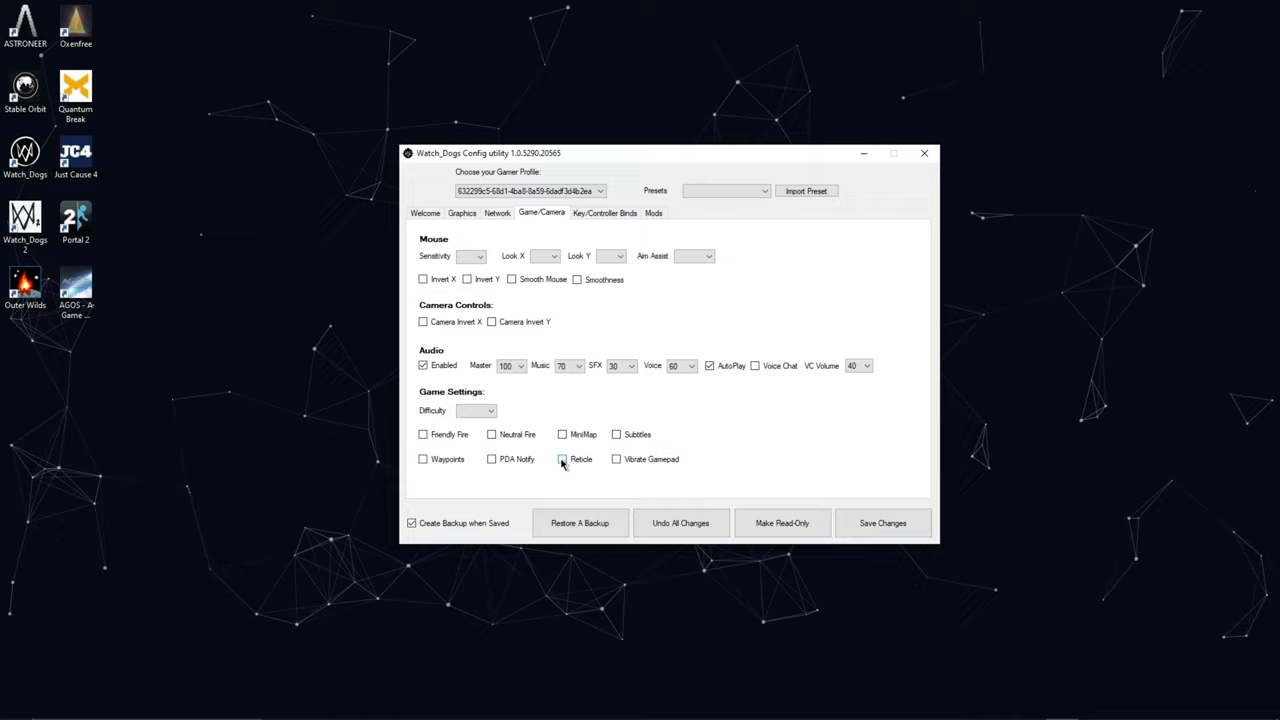 ASTRONEER
Oxenfree
Stable Orbit
Quantum
Break
Watch_Dogs
JC4
Just Cause 4
Watch_Dogs
2
2
Portal 2
Outer Wilds
AGOS
AGOS - A
Game ...
Watch_Dogs Config utility 1.0.5290.20565
Choose your Gamer Profile:
632299c5-68d1-4ba8-8a59-6dadf3d4b2ea
Presets
Import Preset
Welcome Graphics Network Game/Camera Key/Controller Binds Mods
Mouse
Sensitivity Look X Look Y Aim Assist
Invert X Invert Y Smooth Mouse Smoothness
Camera Controls:
Camera Invert X Camera Invert Y
Audio
Enabled Master 100 Music 70 SFX 30 Voice 60 AutoPlay Voice Chat VC Volume 40
Game Settings:
Difficulty
Friendly Fire Neutral Fire MiniMap Subtitles
Waypoints PDA Notify Reticle Vibrate Gamepad
Create Backup when Saved Restore A Backup Undo All Changes Make Read-Only Save Changes